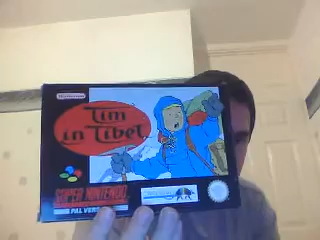 Nintendo
Tim
in Tibet
SUPER NINTENDO
PAL VERSION